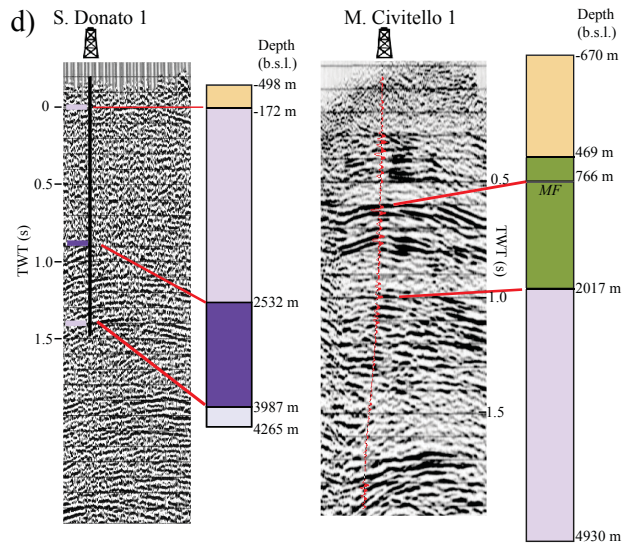 d)
S. Donato 1
M. Civitello 1
Depth
(b.s.l.)
-498 m
-172 m
2532 m
3987 m
4265 m
0
0.5
1.0
1.5
TWT (s)
Depth
(b.s.l.)
-670 m
469 m
766 m
MF
2017 m
4930 m
0.5
1.0
1.5
TWT (s)